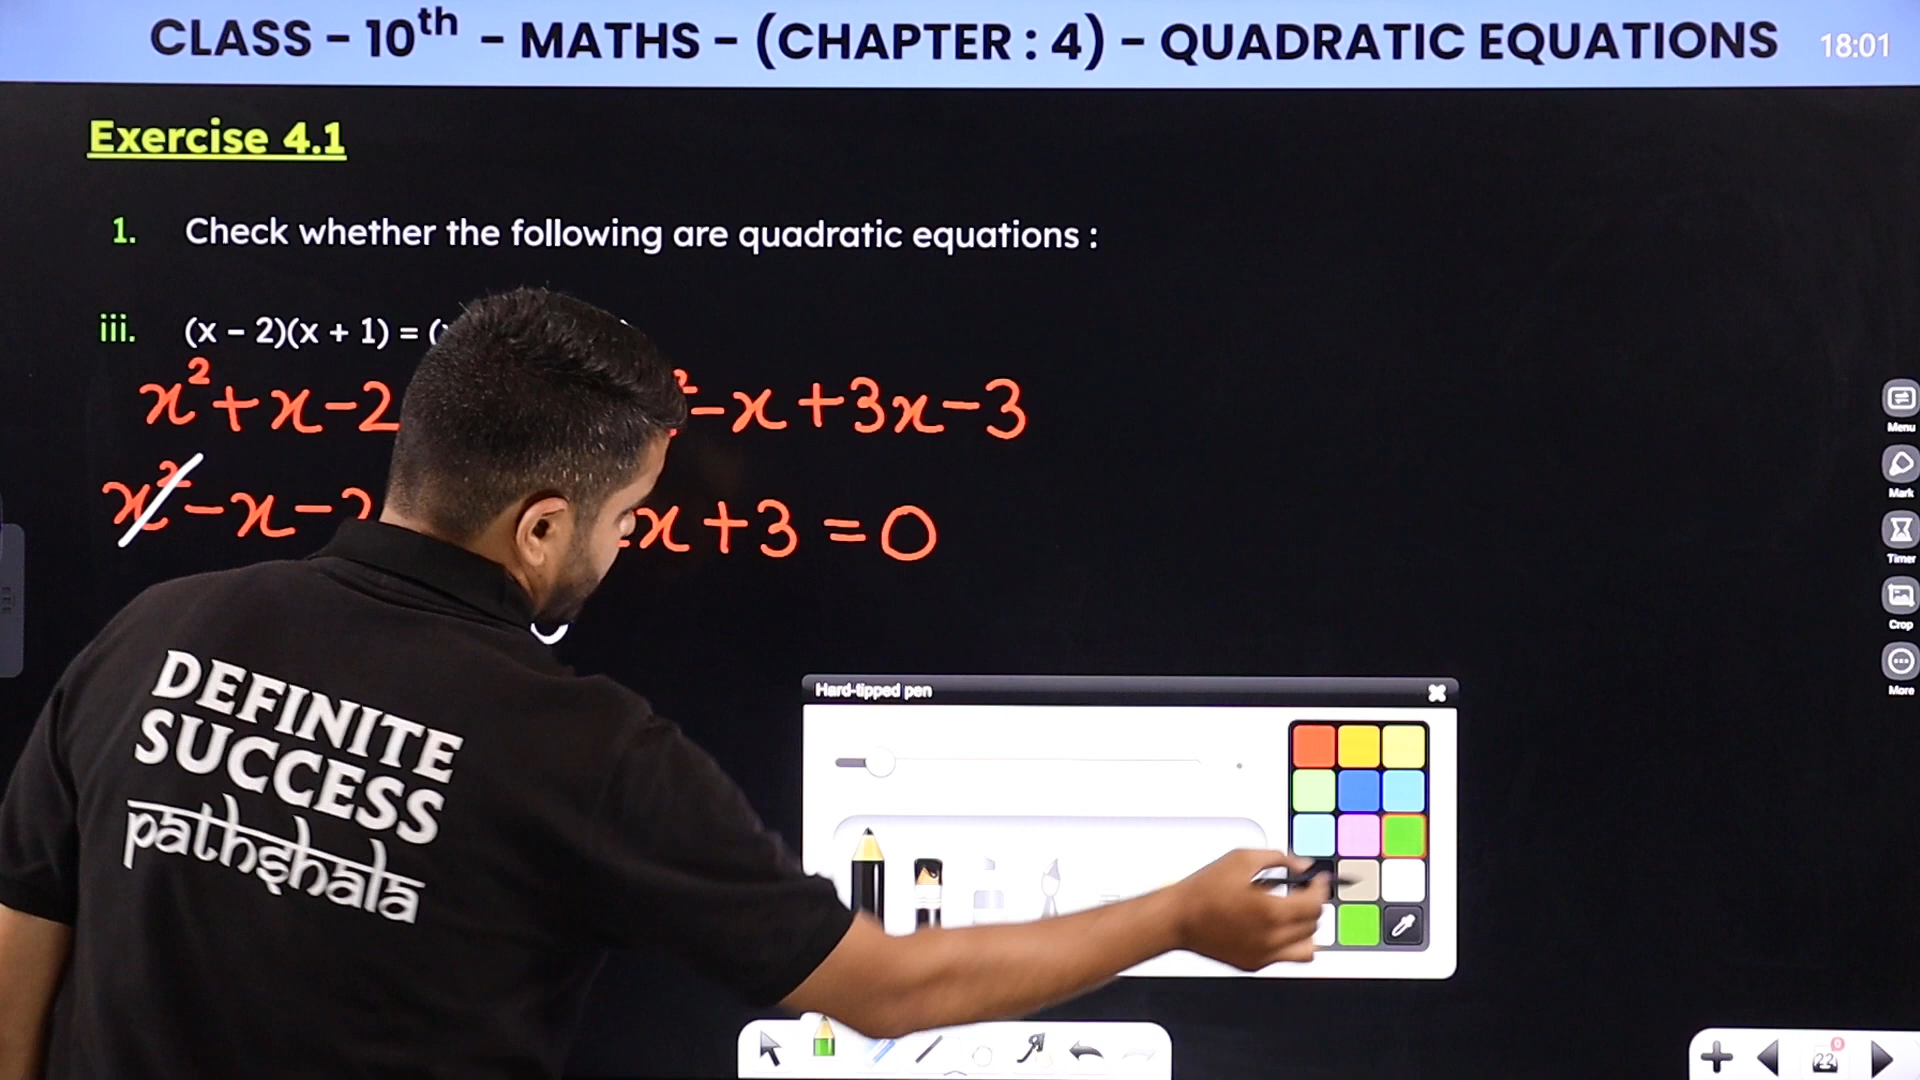 CLASS - 10th - MATHS - (CHAPTER : 4) - QUADRATIC EQUATIONS
18:01
Exercise 4.1
1. Check whether the following are quadratic equations :
iii. (x - 2)(x + 1) = (
x² + x - 2 - x + 3x - 3
x² - x - 2 x + 3 = 0
Menu
Mark
Timer
Crop
More
Hard-tipped pen
DEFINITE
SUCCESS
pathshala
22